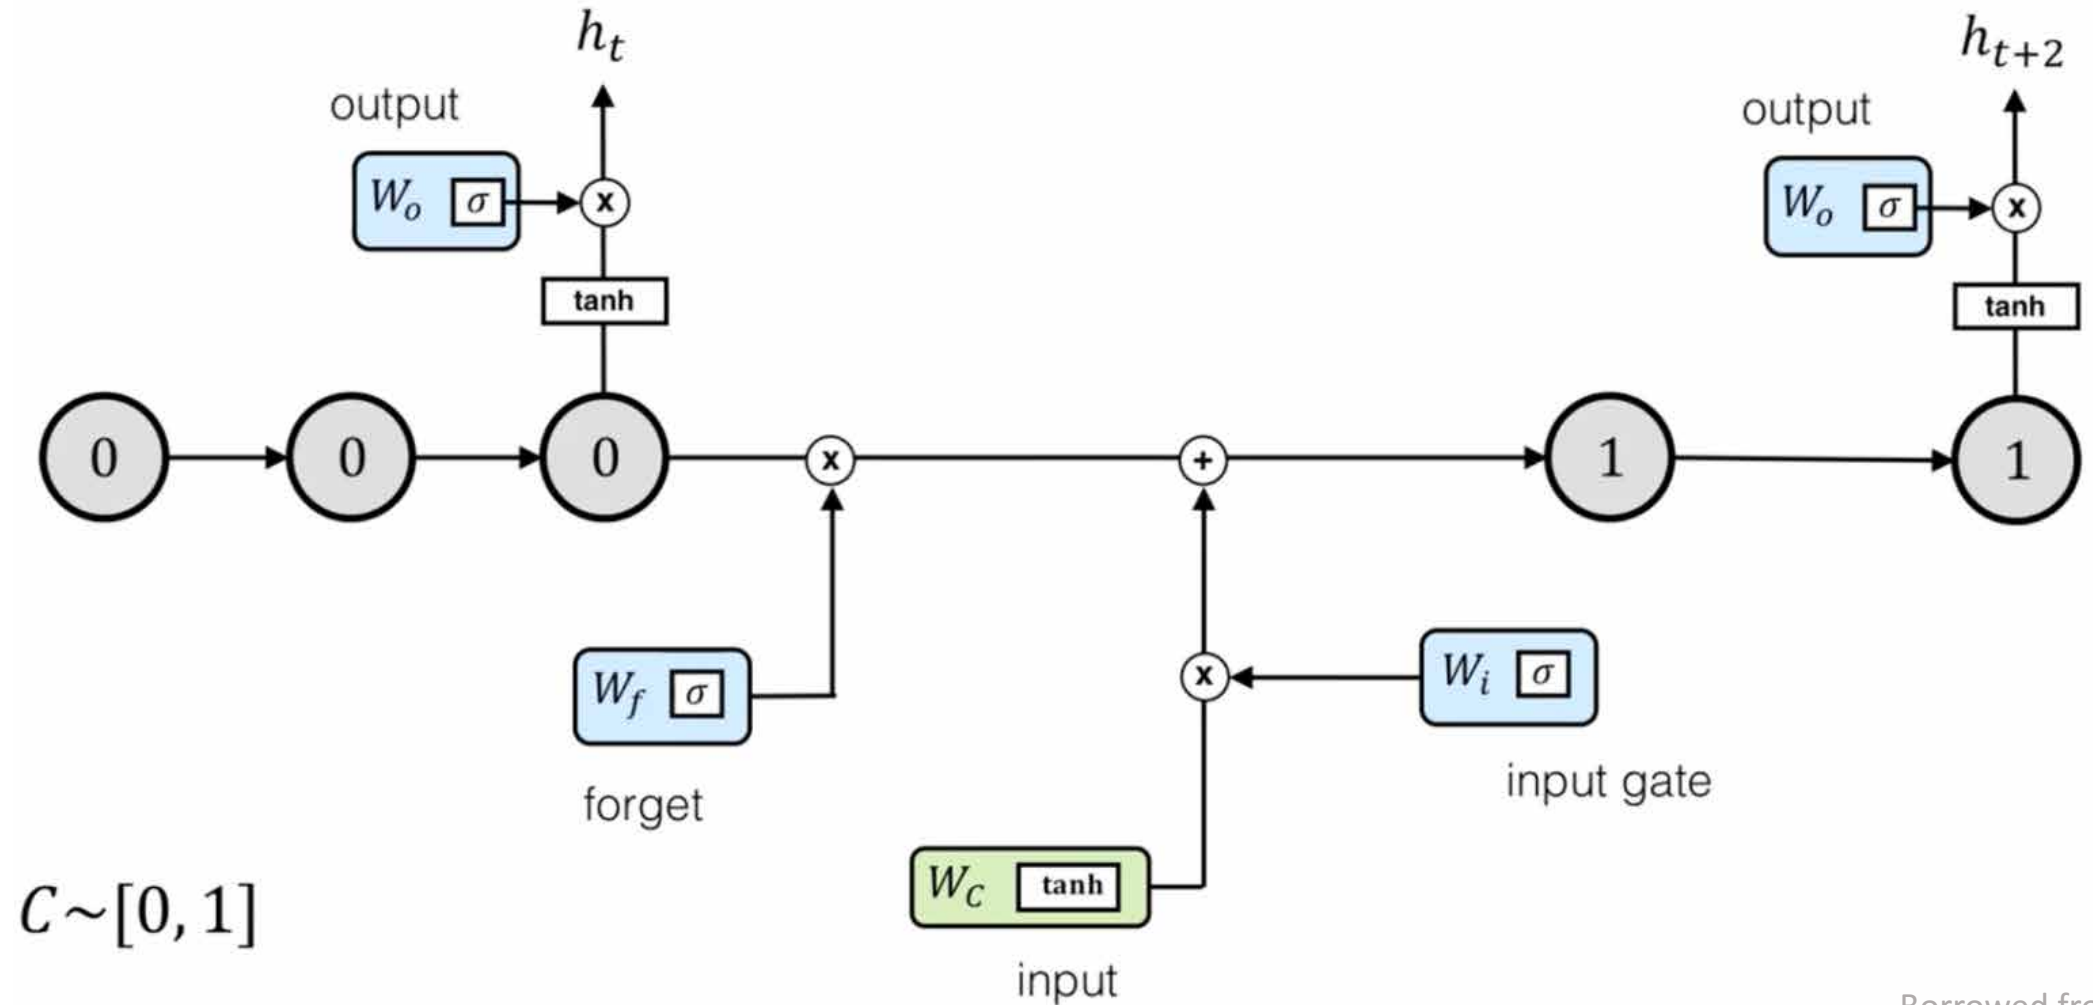 h_t
h_{t+2}
output
output
W_o σ
x
W_o σ
x
tanh
tanh
0
0
0
x
+
1
1
W_f σ
x
W_i σ
forget
input gate
W_C tanh
C~[0, 1]
input
Borrowed